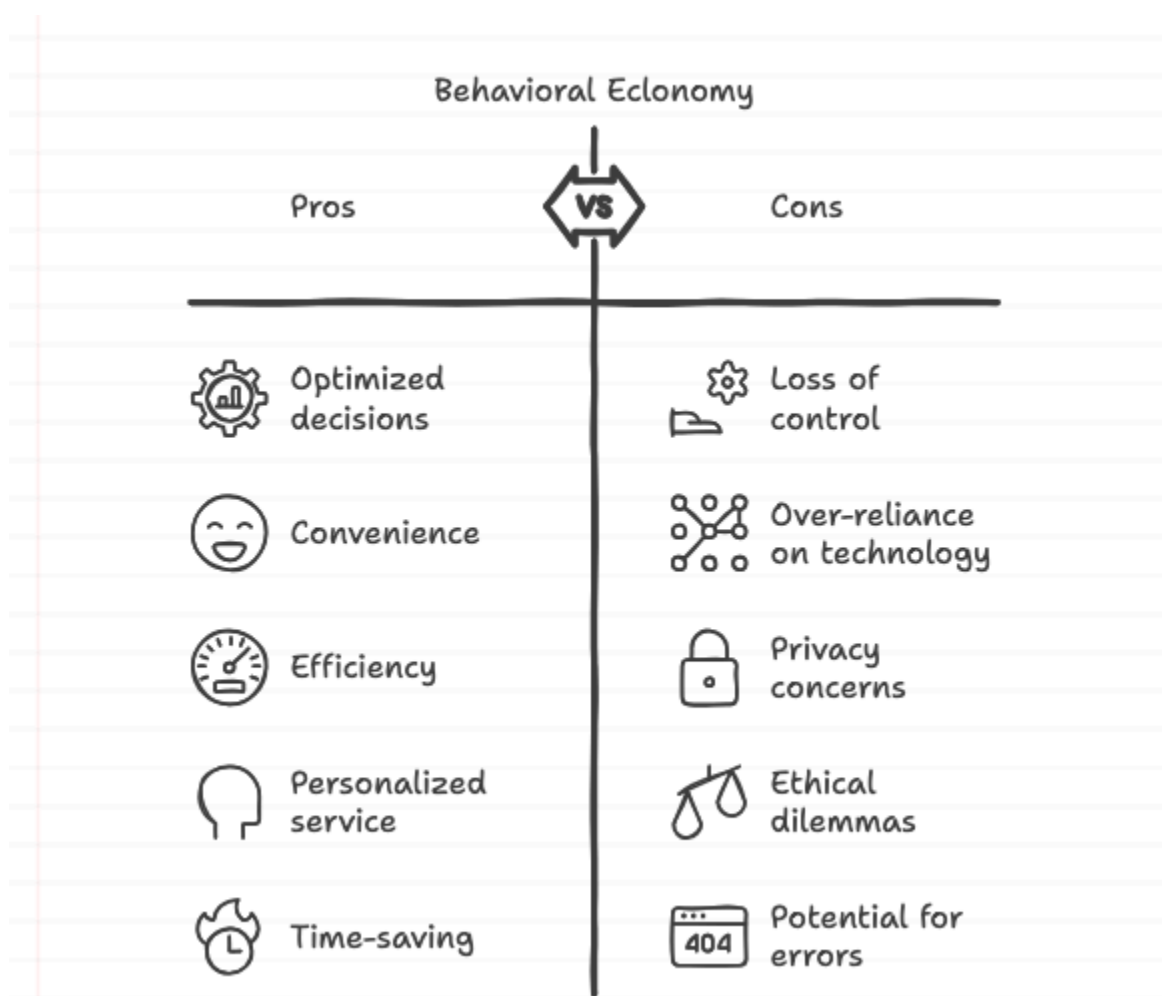 Behavioral Eclonomy
Pros
VS
Cons
Optimized
decisions
Loss of
control
Convenience
Over-reliance
on technology
Efficiency
Privacy
concerns
Personalized
service
Ethical
dilemmas
Time-saving
404
Potential for
errors